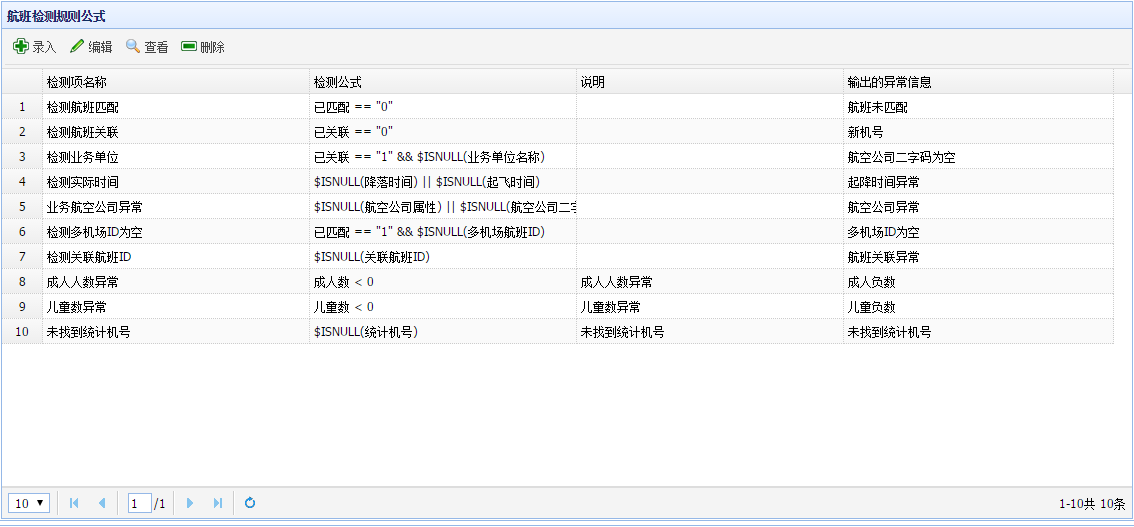 航班检测规则公式
录入 编辑 查看 删除
检测项名称 检测公式 说明 输出的异常信息
1 检测航班匹配 已匹配 == "0" 航班未匹配
2 检测航班关联 已关联 == "0" 新机号
3 检测业务单位 已关联 == "1" && $ISNULL(业务单位名称) 航空公司二字码为空
4 检测实际时间 $ISNULL(降落时间) || $ISNULL(起飞时间) 起降时间异常
5 业务航空公司异常 $ISNULL(航空公司属性) || $ISNULL(航空公司二字 航空公司异常
6 检测多机场ID为空 已匹配 == "1" && $ISNULL(多机场航班ID) 多机场ID为空
7 检测关联航班ID $ISNULL(关联航班ID) 航班关联异常
8 成人人数异常 成人数 < 0 成人人数异常 成人负数
9 儿童数异常 儿童数 < 0 儿童数异常 儿童负数
10 未找到统计机号 $ISNULL(统计机号) 未找到统计机号 未找到统计机号
10 1 /1 1-10共 10条